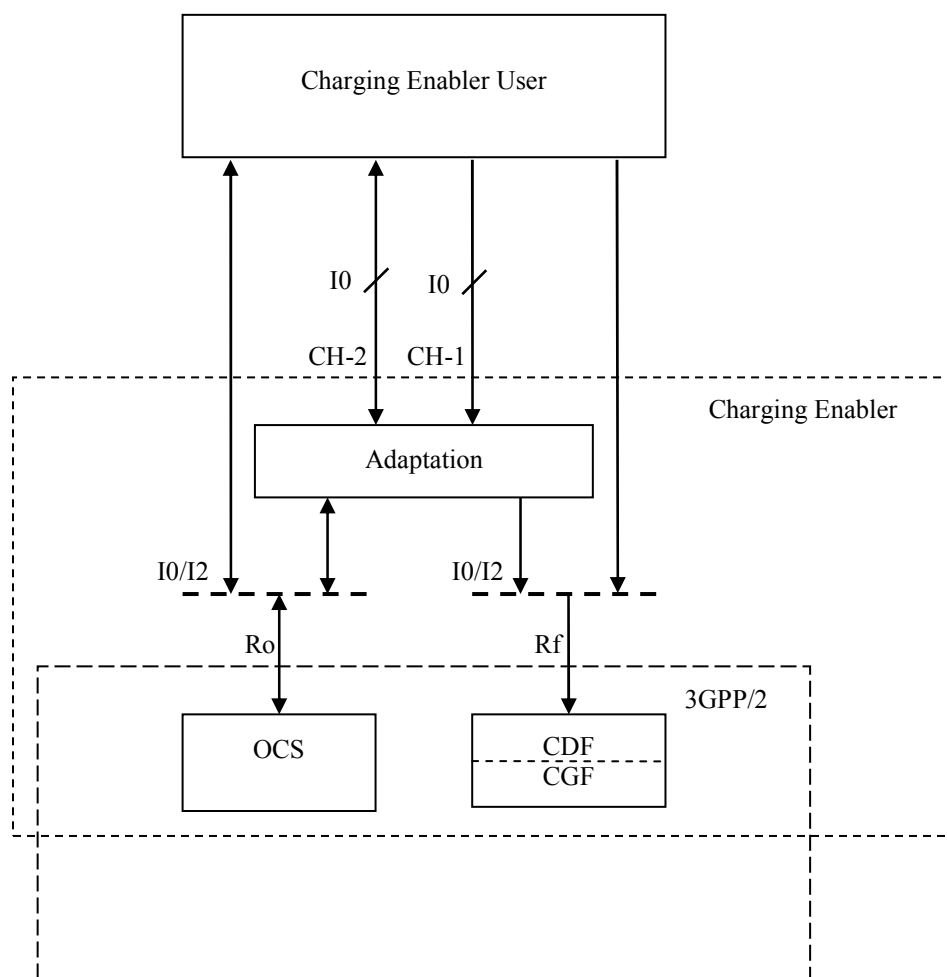 Charging Enabler User
I0
I0
CH-2
CH-1
Charging Enabler
Adaptation
I0/I2
I0/I2
Ro
Rf
3GPP/2
OCS
CDF
CGF